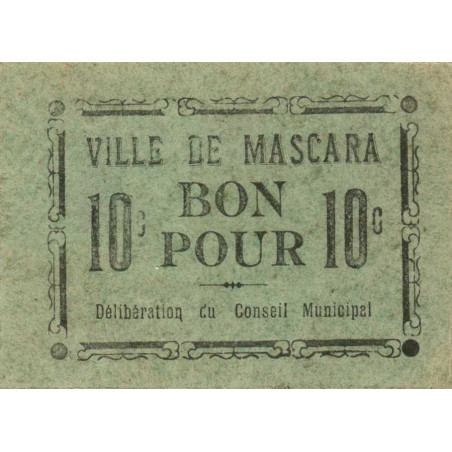 VILLE DE MASCARA
10c BON POUR 10c
Délibération du Conseil Municipal